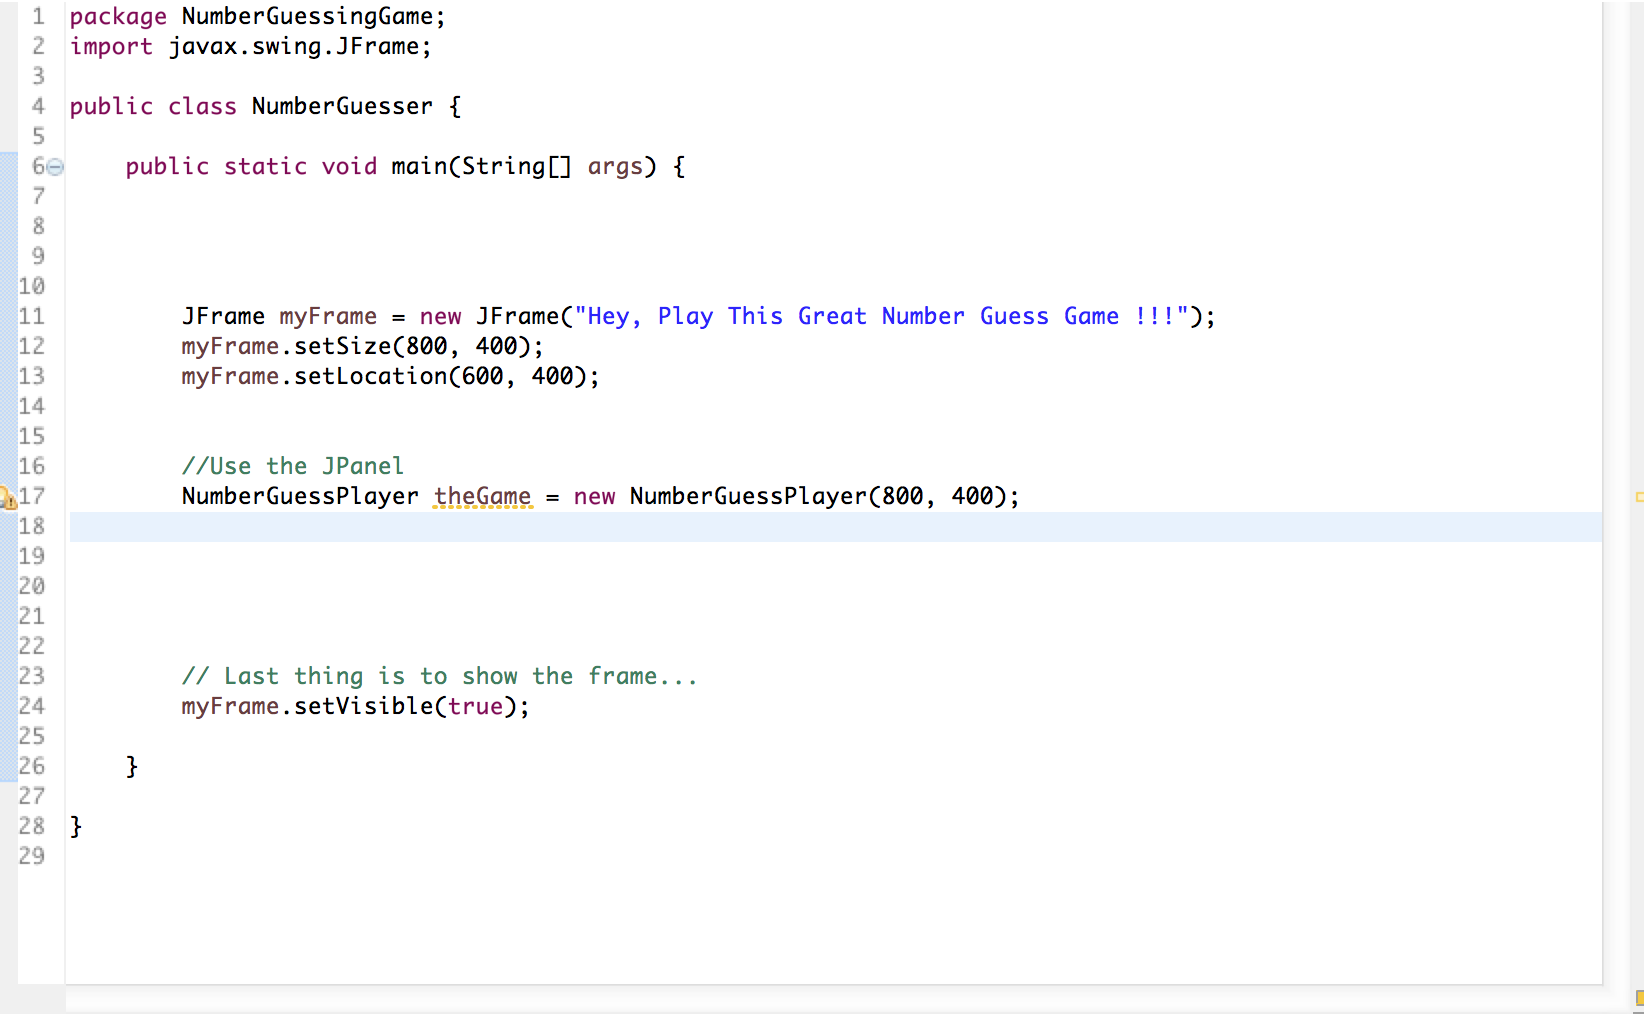 1 package NumberGuessingGame;
2 import javax.swing.JFrame;
3
4 public class NumberGuesser {
5
6 public static void main(String[] args) {
7
8
9
10
11 JFrame myFrame = new JFrame("Hey, Play This Great Number Guess Game !!!");
12 myFrame.setSize(800, 400);
13 myFrame.setLocation(600, 400);
14
15
16 //Use the JPanel
17 NumberGuessPlayer theGame = new NumberGuessPlayer(800, 400);
18
19
20
21
22
23 // Last thing is to show the frame...
24 myFrame.setVisible(true);
25
26 }
27
28 }
29